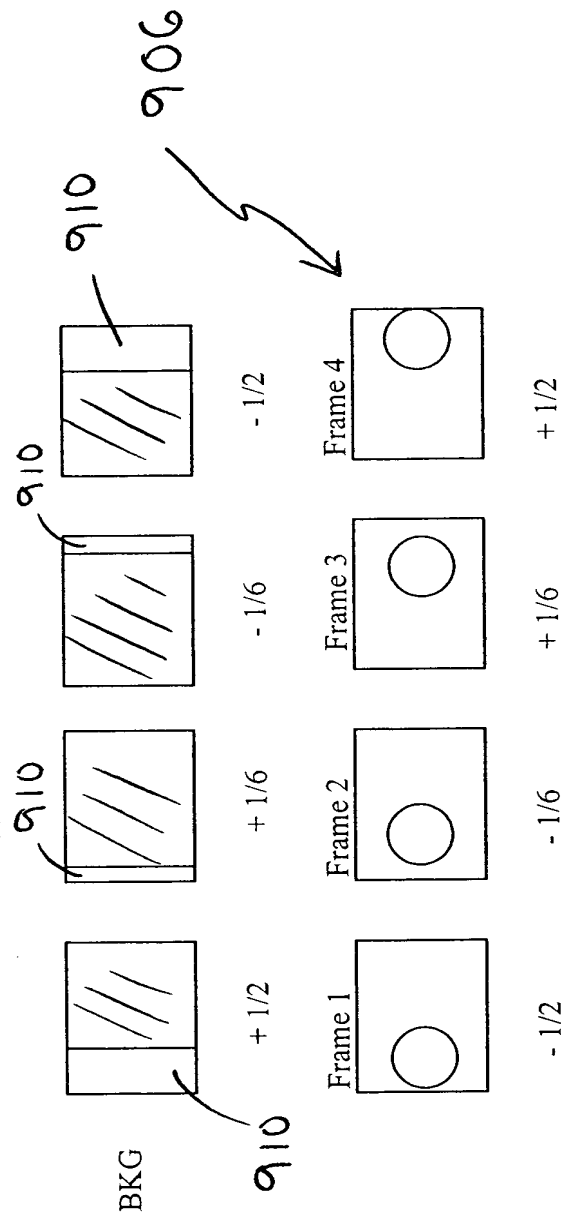 906
910 910 910 910
BKG
+ 1/2 + 1/6 - 1/6 - 1/2
Frame 1 Frame 2 Frame 3 Frame 4
- 1/2 - 1/6 + 1/6 + 1/2